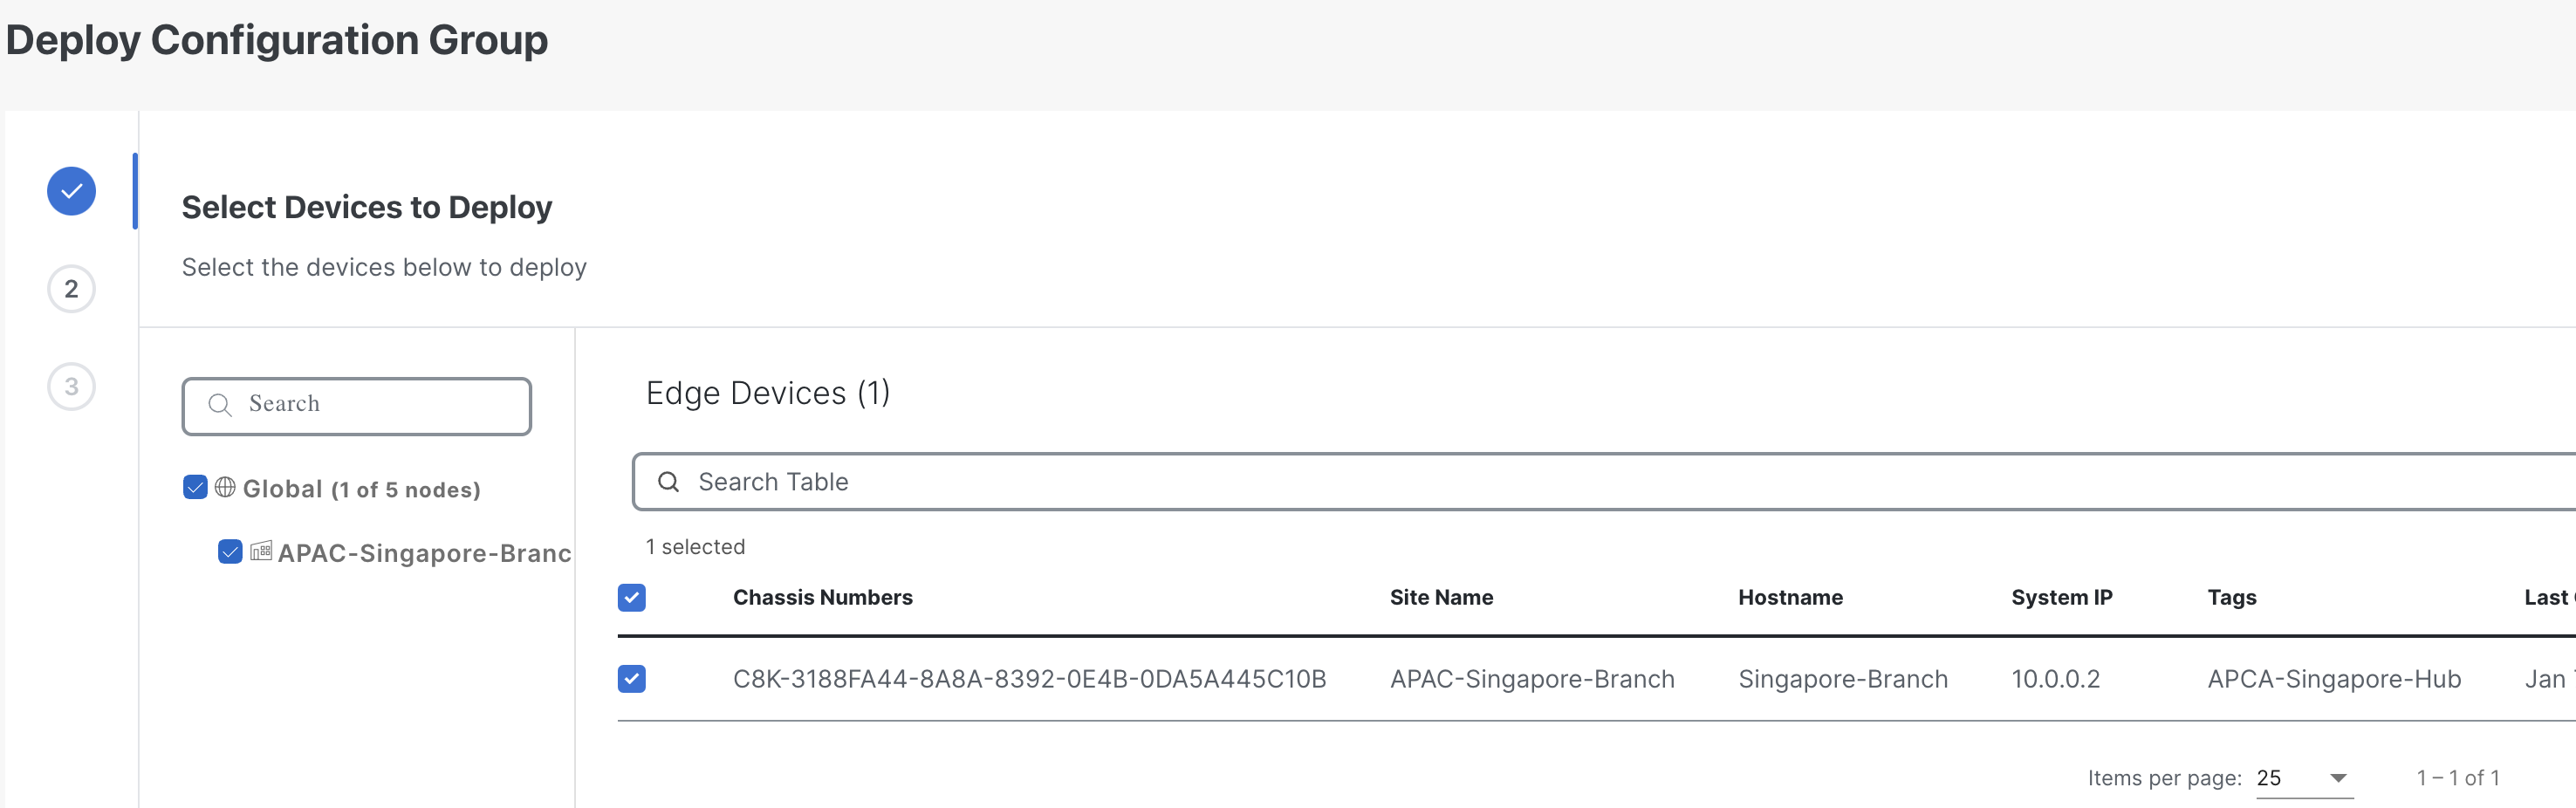 Deploy Configuration Group
Select Devices to Deploy
Select the devices below to deploy
2
3
Search
Global (1 of 5 nodes)
APAC-Singapore-Branc
Edge Devices (1)
Search Table
1 selected
Chassis Numbers Site Name Hostname System IP Tags Last
C8K-3188FA44-8A8A-8392-0E4B-0DA5A445C10B APAC-Singapore-Branch Singapore-Branch 10.0.0.2 APCA-Singapore-Hub Jan
Items per page: 25 1 – 1 of 1